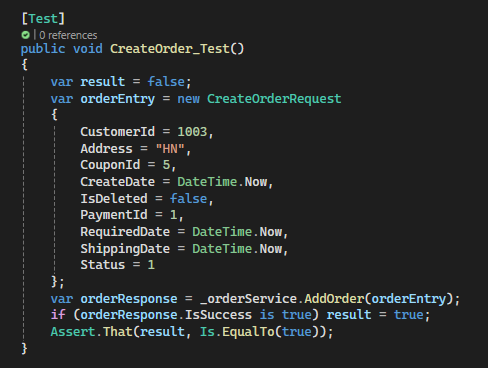 [Test]
| 0 references
public void CreateOrder_Test()
{
    var result = false;
    var orderEntry = new CreateOrderRequest
    {
        CustomerId = 1003,
        Address = "HN",
        CouponId = 5,
        CreateDate = DateTime.Now,
        IsDeleted = false,
        PaymentId = 1,
        RequiredDate = DateTime.Now,
        ShippingDate = DateTime.Now,
        Status = 1
    };
    var orderResponse = _orderService.AddOrder(orderEntry);
    if (orderResponse.IsSuccess is true) result = true;
    Assert.That(result, Is.EqualTo(true));
}